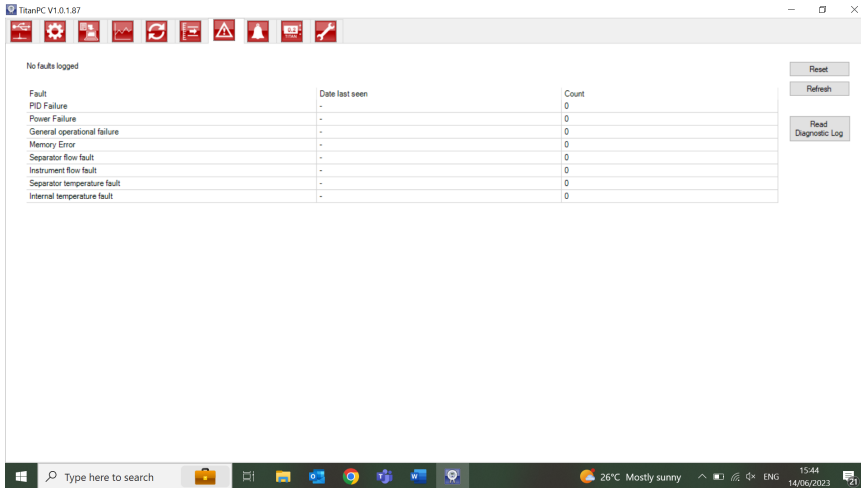 TitanPC V1.0.1.87
0.2
TITAN
No faults logged
Reset
Refresh
Read
Diagnostic Log
Fault Date last seen Count
PID Failure - 0
Power Failure - 0
General operational failure - 0
Memory Error - 0
Separator flow fault - 0
Instrument flow fault - 0
Separator temperature fault - 0
Internal temperature fault - 0
Type here to search
26°C Mostly sunny
ENG
15:44
14/06/2023
21